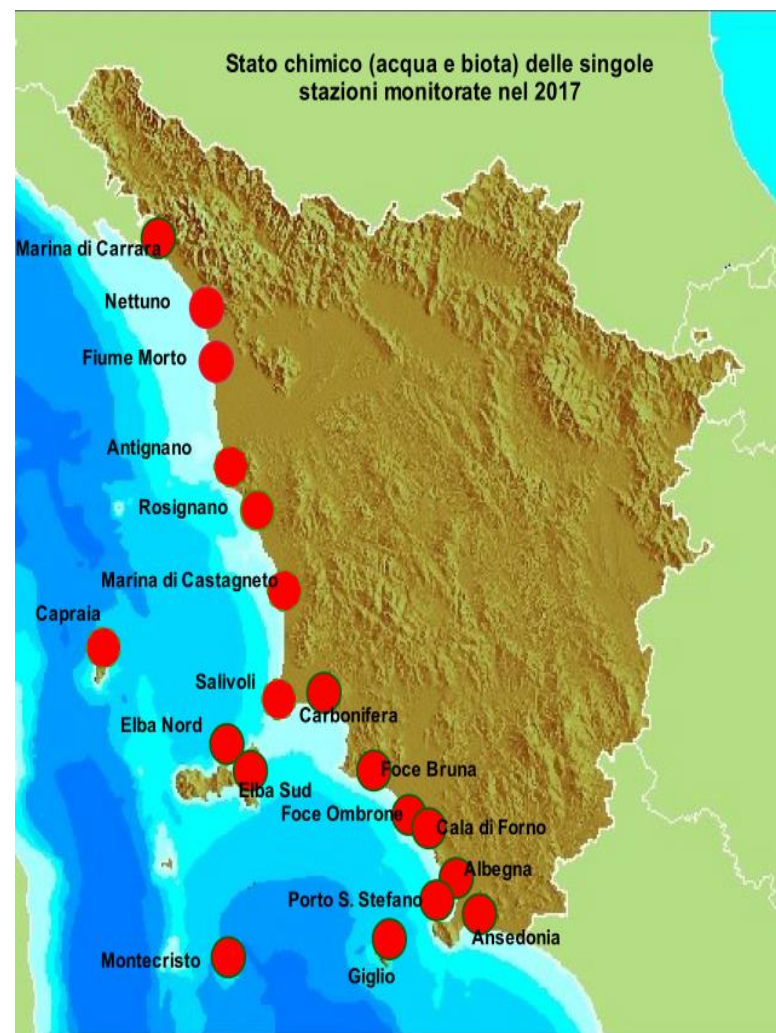 Stato chimico (acqua e biota) delle singole
stazioni monitorate nel 2017
Marina di Carrara
Nettuno
Fiume Morto
Antignano
Rosignano
Marina di Castagneto
Capraia
Salivoli
Carbonifera
Elba Nord
Foce Bruna
Elba Sud
Foce Ombrone
Cala di Forno
Albegna
Porto S. Stefano
Ansedonia
Montecristo
Giglio